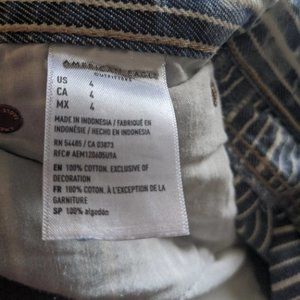 AMERICAN EAGLE
OUTFITTERS
US 4
CA 4
MX 4
MADE IN INDONESIA / FABRIQUÉ EN
INDONÉSIE / HECHO EN INDONESIA
RN 54485 / CA 03873
RFC# AEM120605U9A
EN 100% COTTON. EXCLUSIVE OF
DECORATION
FR 100% COTON. À L'EXCEPTION DE LA
GARNITURE
SP 100% algodón